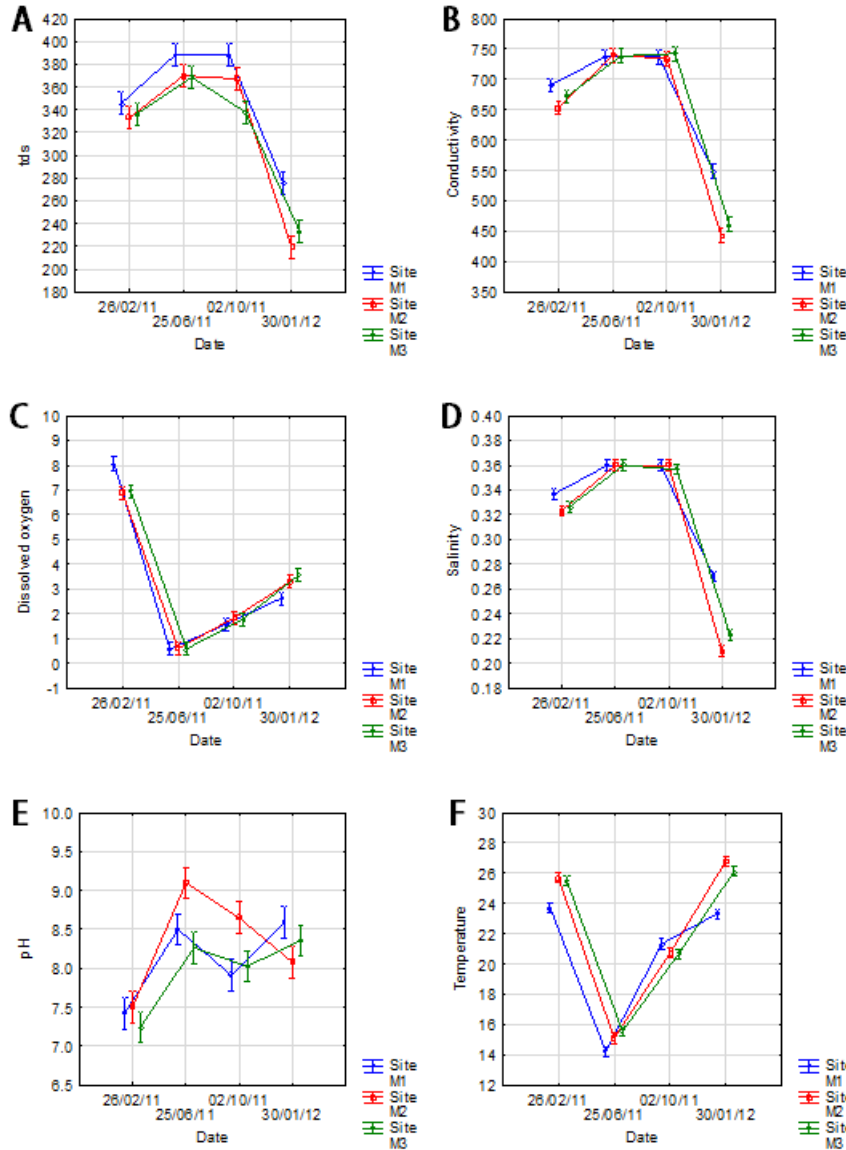 A
420
400
380
360
340
320
300
280
260
240
220
200
180
tds
26/02/11 02/10/11
25/06/11 30/01/12
Date
Site M1
Site M2
Site M3
B
800
750
700
650
600
550
500
450
400
350
Conductivity
26/02/11 02/10/11
25/06/11 30/01/12
Date
Site M1
Site M2
Site M3
C
10
9
8
7
6
5
4
3
2
1
0
-1
Dissolved oxygen
26/02/11 02/10/11
25/06/11 30/01/12
Date
Site M1
Site M2
Site M3
D
0.40
0.38
0.36
0.34
0.32
0.30
0.28
0.26
0.24
0.22
0.20
0.18
Salinity
26/02/11 02/10/11
25/06/11 30/01/12
Date
Site M1
Site M2
Site M3
E
10.0
9.5
9.0
8.5
8.0
7.5
7.0
6.5
pH
26/02/11 02/10/11
25/06/11 30/01/12
Date
Site M1
Site M2
Site M3
F
30
28
26
24
22
20
18
16
14
12
Temperature
26/02/11 02/10/11
25/06/11 30/01/12
Date
Site M1
Site M2
Site M3